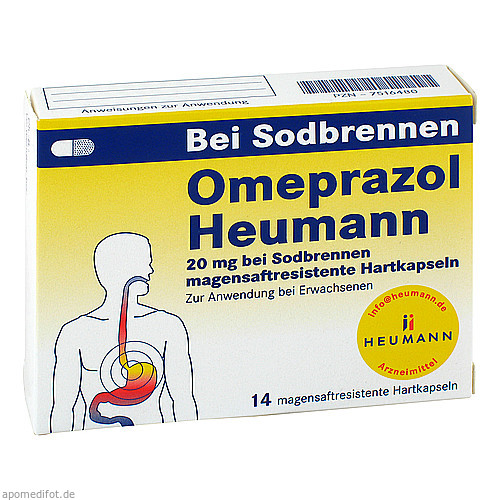 Anweisungen zur Anwendung
PZN - 7516480
Bei Sodbrennen
Omeprazol
Heumann
20 mg bei Sodbrennen
magensaftresistente Hartkapseln
Zur Anwendung bei Erwachsenen
info@heumann.de
HEUMANN
Arzneimittel
14 magensaftresistente Hartkapseln
apomedifot.de